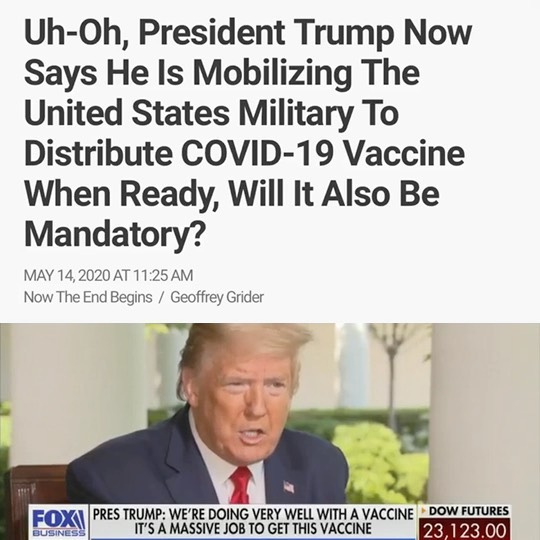 Uh-Oh, President Trump Now
Says He Is Mobilizing The
United States Military To
Distribute COVID-19 Vaccine
When Ready, Will It Also Be
Mandatory?
MAY 14, 2020 AT 11:25 AM
Now The End Begins / Geoffrey Grider
FOX
BUSINESS
PRES TRUMP: WE'RE DOING VERY WELL WITH A VACCINE
IT'S A MASSIVE JOB TO GET THIS VACCINE
DOW FUTURES
23,123.00